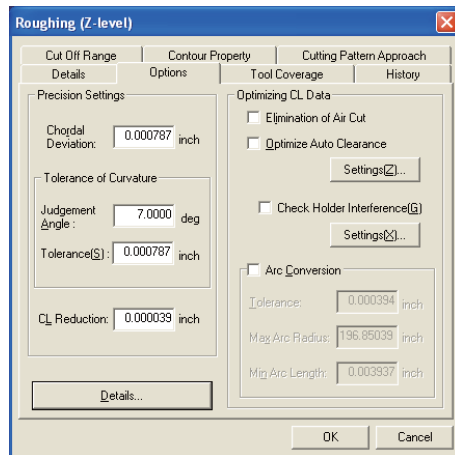 Roughing (Z-level)
Cut Off Range Contour Property Cutting Pattern Approach
Details Options Tool Coverage History
Precision Settings
Chordal Deviation: 0.000787 inch
Tolerance of Curvature
Judgement Angle : 7.0000 deg
Tolerance(S) : 0.000787 inch
CL Reduction: 0.000039 inch
Details...
Optimizing CL Data
Elimination of Air Cut
Optimize Auto Clearance
Settings(Z)...
Check Holder Interference(G)
Settings(X)...
Arc Conversion
Tolerance: 0.000394 inch
Max Arc Radius: 196.85039 inch
Min Arc Length: 0.003937 inch
OK Cancel